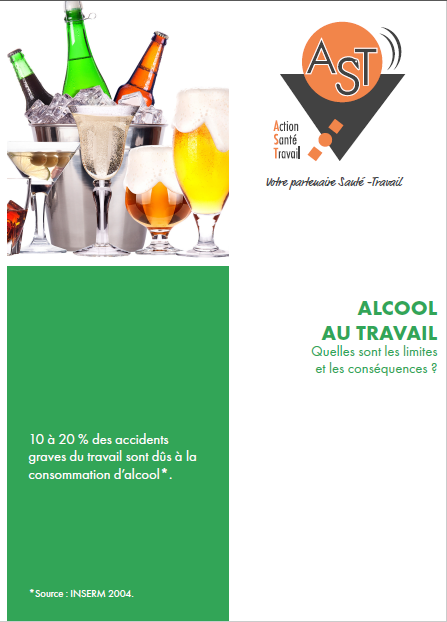 AST
Action
Santé
Travail
Votre partenaire Santé -Travail
ALCOOL
AU TRAVAIL
Quelles sont les limites
et les conséquences ?
10 à 20 % des accidents
graves du travail sont dûs à la
consommation d'alcool*.
*Source : INSERM 2004.